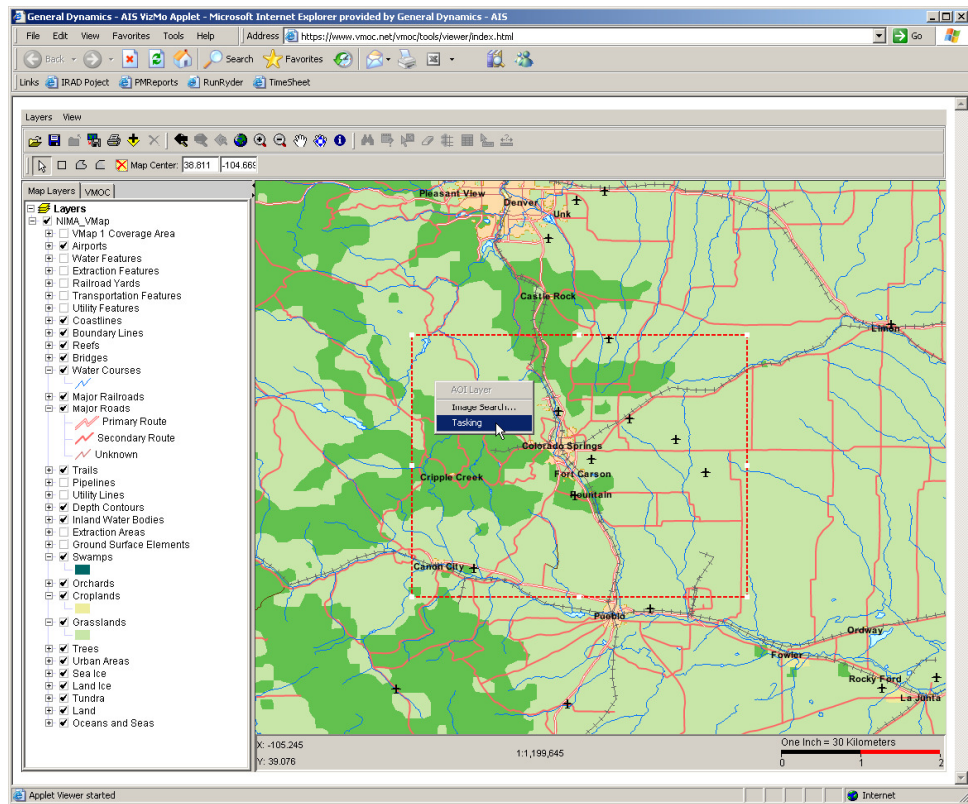 General Dynamics - AIS VizMo Applet - Microsoft Internet Explorer provided by General Dynamics - AIS
File Edit View Favorites Tools Help Address https://www.vmoc.net/vmoc/tools/viewer/index.html Go
Back Search Favorites
Links IRAD Poject PMReports RunRyder TimeSheet
Layers View
Map Center: 38.811 -104.669
Map Layers VMOC
Layers
NIMA_VMap
VMap 1 Coverage Area
Airports
Water Features
Extraction Features
Railroad Yards
Transportation Features
Utility Features
Coastlines
Boundary Lines
Reefs
Bridges
Water Courses
Major Railroads
Major Roads
Primary Route
Secondary Route
Unknown
Trails
Pipelines
Utility Lines
Depth Contours
Inland Water Bodies
Extraction Areas
Ground Surface Elements
Swamps
Orchards
Croplands
Grasslands
Trees
Urban Areas
Sea Ice
Land Ice
Tundra
Land
Oceans and Seas
Pleasant View
Denver
Unk
Castle Rock
Limon
AOI Layer
Image Search...
Tasking
Colorado Springs
Cripple Creek
Fort Carson
Fountain
Canon City
Pueblo
Ordway
Fowler
Rocky Ford
La Junta
X: -105.245
Y: 39.076
1:1,199,645
One Inch = 30 Kilometers
0 1 2
Applet Viewer started
Internet